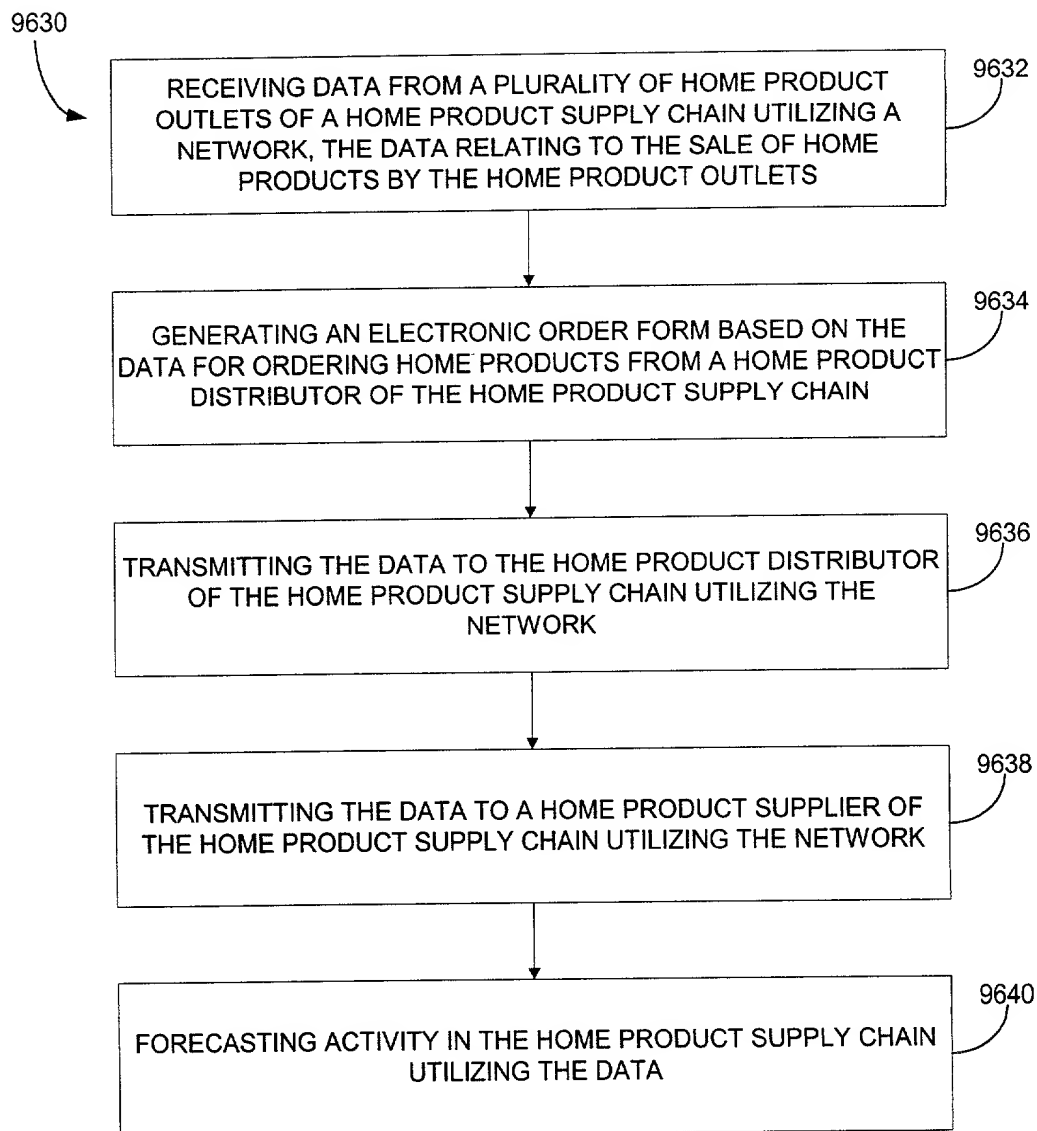 9630
RECEIVING DATA FROM A PLURALITY OF HOME PRODUCT
OUTLETS OF A HOME PRODUCT SUPPLY CHAIN UTILIZING A
NETWORK, THE DATA RELATING TO THE SALE OF HOME
PRODUCTS BY THE HOME PRODUCT OUTLETS
9632
GENERATING AN ELECTRONIC ORDER FORM BASED ON THE
DATA FOR ORDERING HOME PRODUCTS FROM A HOME PRODUCT
DISTRIBUTOR OF THE HOME PRODUCT SUPPLY CHAIN
9634
TRANSMITTING THE DATA TO THE HOME PRODUCT DISTRIBUTOR
OF THE HOME PRODUCT SUPPLY CHAIN UTILIZING THE
NETWORK
9636
TRANSMITTING THE DATA TO A HOME PRODUCT SUPPLIER OF
THE HOME PRODUCT SUPPLY CHAIN UTILIZING THE NETWORK
9638
FORECASTING ACTIVITY IN THE HOME PRODUCT SUPPLY CHAIN
UTILIZING THE DATA
9640